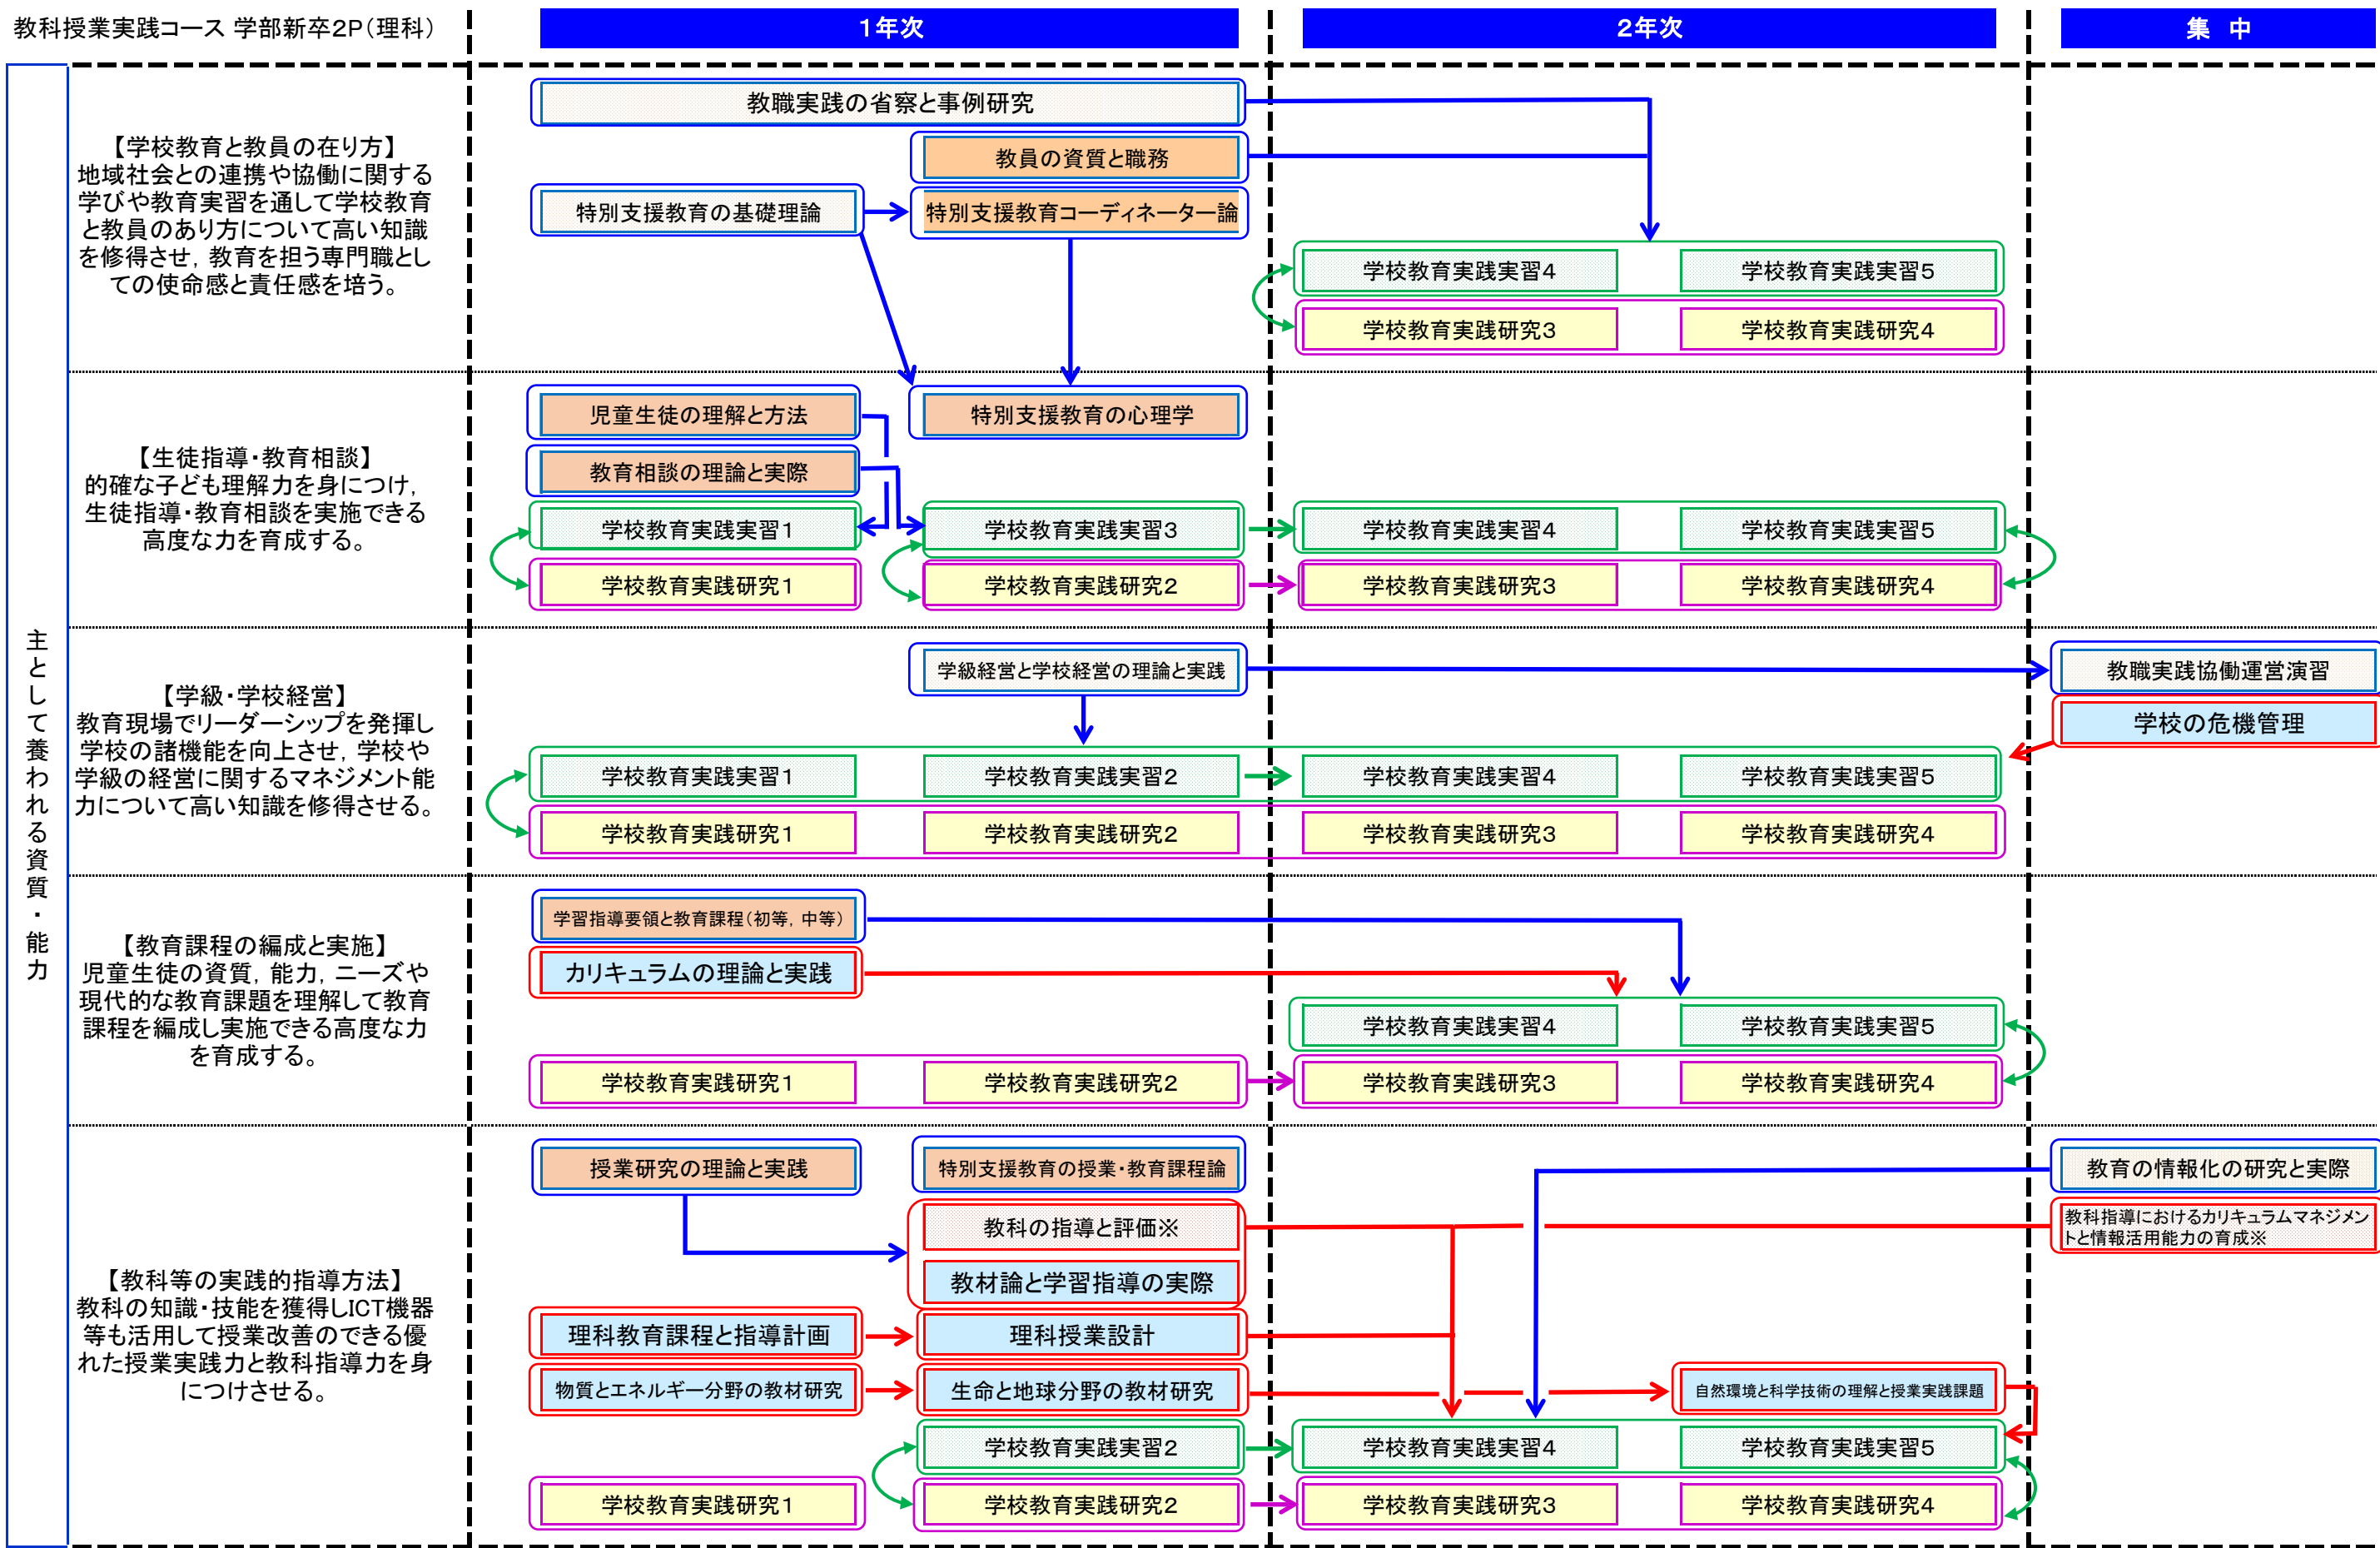 教科授業実践コース 学部新卒2P（理科）
1年次
2年次
集　中
主として養われる資質・能力
【学校教育と教員の在り方】
地域社会との連携や協働に関する
学びや教育実習を通して学校教育
と教員のあり方について高い知識
を修得させ，教育を担う専門職とし
ての使命感と責任感を培う。
教職実践の省察と事例研究
教員の資質と職務
特別支援教育の基礎理論
特別支援教育コーディネーター論
学校教育実践実習4
学校教育実践実習5
学校教育実践研究3
学校教育実践研究4
【生徒指導・教育相談】
的確な子ども理解力を身につけ，
生徒指導・教育相談を実施できる
高度な力を育成する。
児童生徒の理解と方法
特別支援教育の心理学
教育相談の理論と実際
学校教育実践実習1
学校教育実践実習3
学校教育実践実習4
学校教育実践実習5
学校教育実践研究1
学校教育実践研究2
学校教育実践研究3
学校教育実践研究4
【学級・学校経営】
教育現場でリーダーシップを発揮し
学校の諸機能を向上させ，学校や
学級の経営に関するマネジメント能
力について高い知識を修得させる。
学級経営と学校経営の理論と実践
教職実践協働運営演習
学校の危機管理
学校教育実践実習1
学校教育実践実習2
学校教育実践実習4
学校教育実践実習5
学校教育実践研究1
学校教育実践研究2
学校教育実践研究3
学校教育実践研究4
【教育課程の編成と実施】
児童生徒の資質，能力，ニーズや
現代的な教育課題を理解して教育
課程を編成し実施できる高度な力
を育成する。
学習指導要領と教育課程（初等，中等）
カリキュラムの理論と実践
学校教育実践実習4
学校教育実践実習5
学校教育実践研究1
学校教育実践研究2
学校教育実践研究3
学校教育実践研究4
【教科等の実践的指導方法】
教科の知識・技能を獲得しICT機器
等も活用して授業改善のできる優
れた授業実践力と教科指導力を身
につけさせる。
授業研究の理論と実践
特別支援教育の授業・教育課程論
教育の情報化の研究と実際
教科の指導と評価※
教科指導におけるカリキュラムマネジメン
トと情報活用能力の育成※
教材論と学習指導の実際
理科教育課程と指導計画
理科授業設計
物質とエネルギー分野の教材研究
生命と地球分野の教材研究
自然環境と科学技術の理解と授業実践課題
学校教育実践実習2
学校教育実践実習4
学校教育実践実習5
学校教育実践研究1
学校教育実践研究2
学校教育実践研究3
学校教育実践研究4